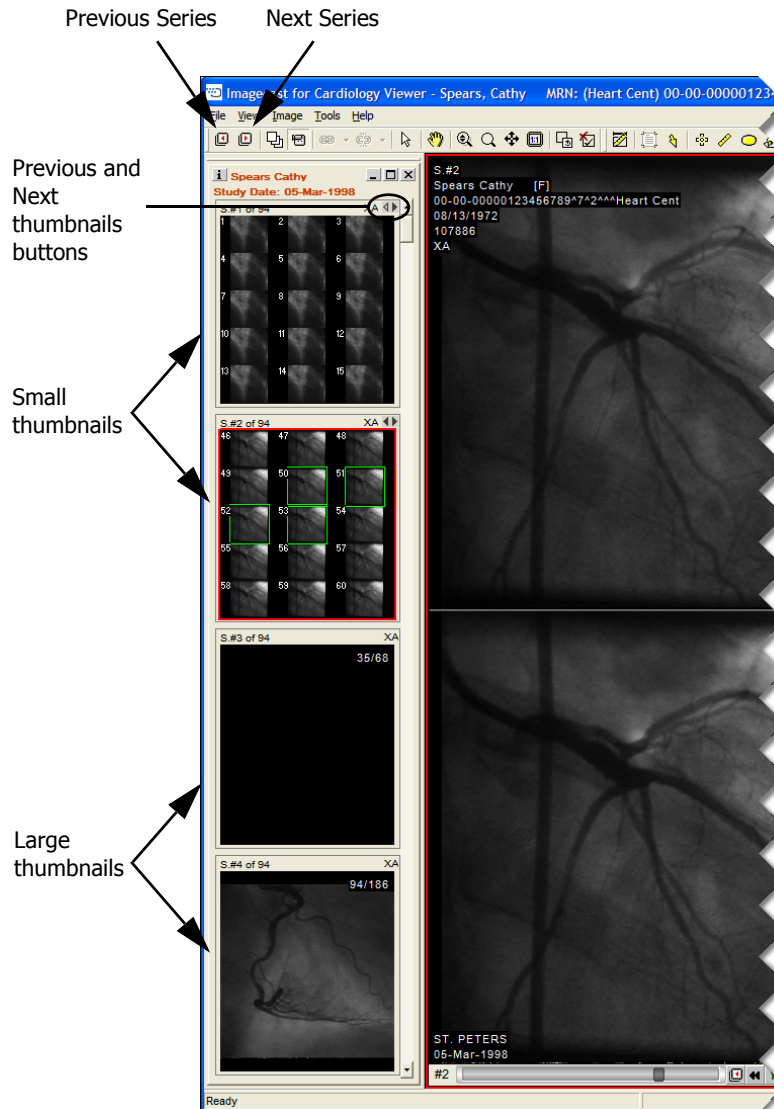 Previous Series Next Series
Imagecast for Cardiology Viewer - Spears, Cathy MRN: (Heart Cent) 00-00-00000123
File View Image Tools Help
Previous and
Next
thumbnails
buttons
i Spears Cathy
Study Date: 05-Mar-1998
S.#1 of 94 XA
1 2 3
4 5 6
7 8 9
10 11 12
13 14 15
Small
thumbnails
S.#2 of 94 XA
46 47 48
49 50 51
52 53 54
55 56 57
58 59 60
S.#3 of 94 XA
35/68
Large
thumbnails
S.#4 of 94 XA
94/186
S.#2
Spears Cathy [F]
00-00-00000123456789^7^2^^^Heart Cent
08/13/1972
107886
XA
ST. PETERS
05-Mar-1998
#2
Ready